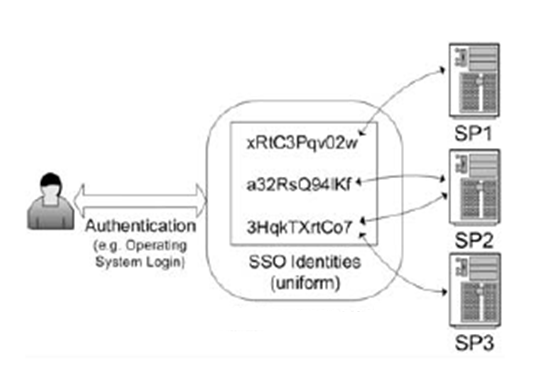 xRtC3Pqv02w
SP1
a32RsQ94lKf
SP2
Authentication
(e.g. Operating
System Login)
3HqkTXrtCo7
SSO Identities
(uniform)
SP3